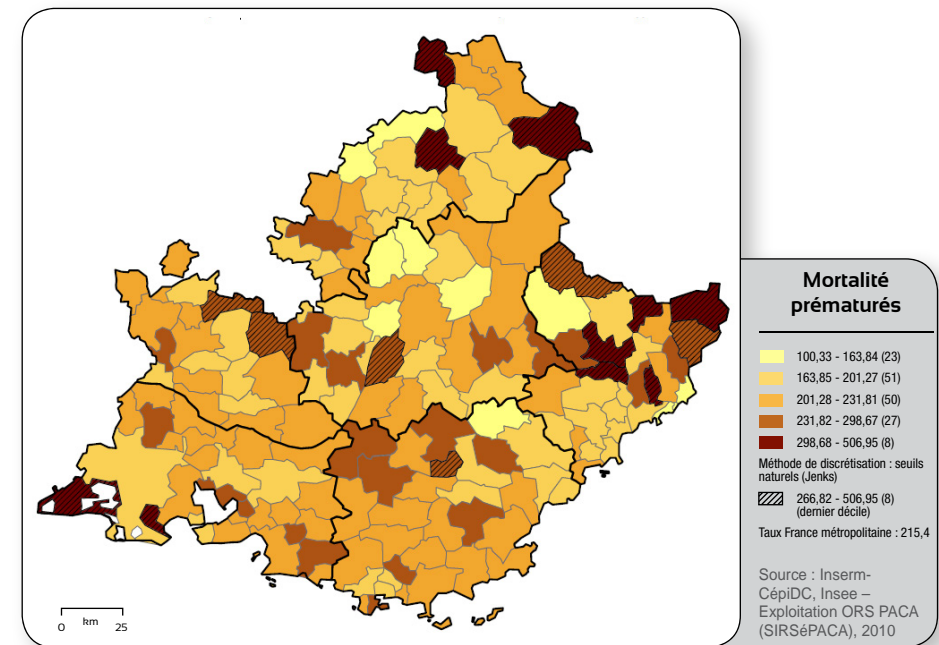 Mortalité
prématurés
100,33 - 163,84 (23)
163,85 - 201,27 (51)
201,28 - 231,81 (50)
231,82 - 298,67 (27)
298,68 - 506,95 (8)
Méthode de discrétisation : seuils
naturels (Jenks)
266,82 - 506,95 (8)
(dernier décile)
Taux France métropolitaine : 215,4
Source : Inserm-
CépiDC, Insee –
Exploitation ORS PACA
(SIRSéPACA), 2010
0 km 25